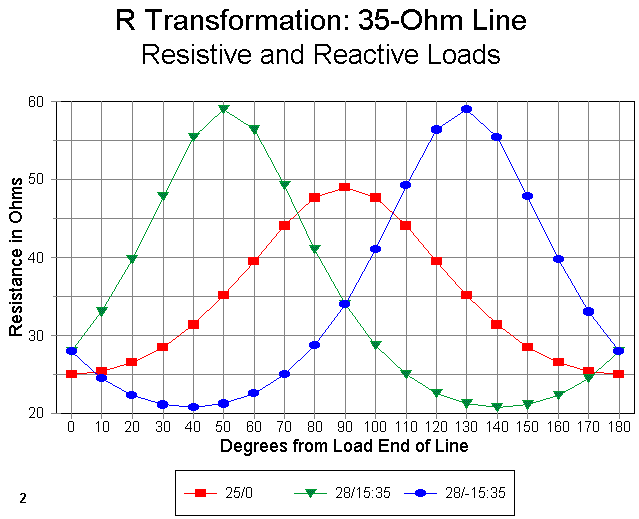 R Transformation: 35-Ohm Line
Resistive and Reactive Loads
60
50
40
30
20
Resistance in Ohms
0 10 20 30 40 50 60 70 80 90 100 110 120 130 140 150 160 170 180
Degrees from Load End of Line
25/0 28/15:35 28/-15:35
2